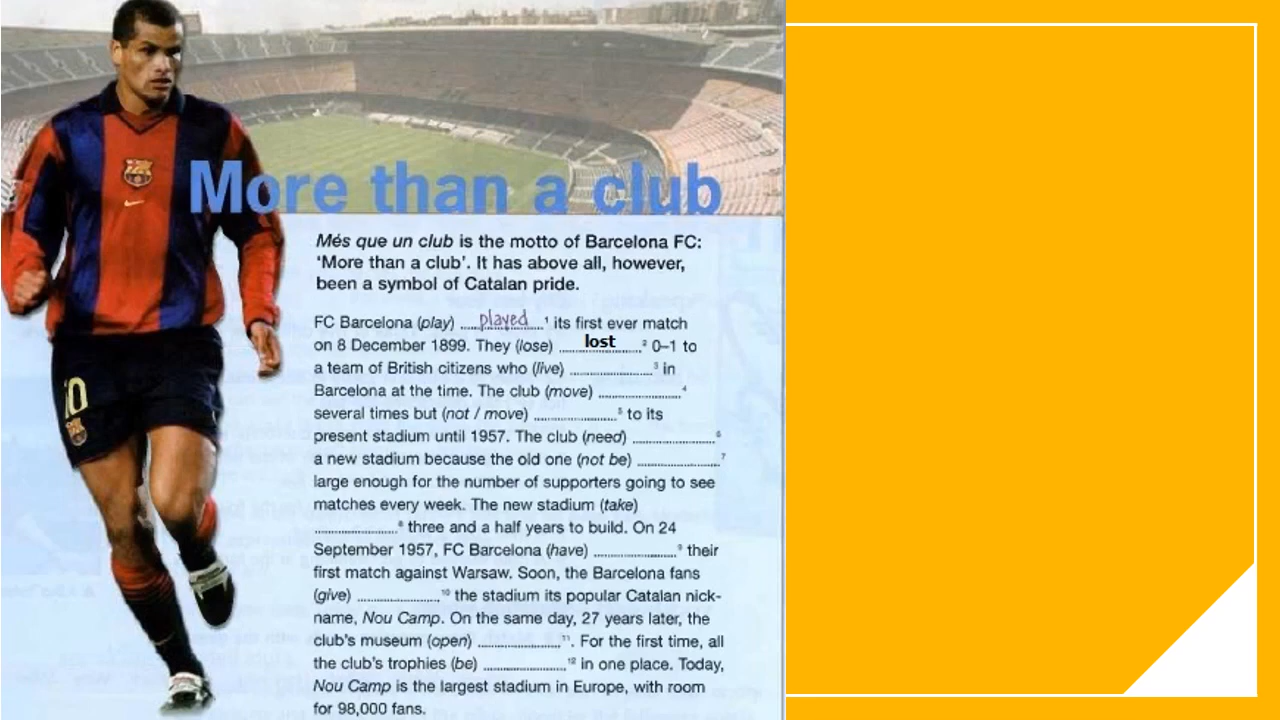 More than a club
Més que un club is the motto of Barcelona FC:
‘More than a club’. It has above all, however,
been a symbol of Catalan pride.
FC Barcelona (play) ....played....¹ its first ever match
on 8 December 1899. They (lose) ....lost....² 0–1 to
a team of British citizens who (live) ........................³ in
Barcelona at the time. The club (move) ........................⁴
several times but (not / move) ........................⁵ to its
present stadium until 1957. The club (need) ........................⁶
a new stadium because the old one (not be) ........................⁷
large enough for the number of supporters going to see
matches every week. The new stadium (take)
........................⁸ three and a half years to build. On 24
September 1957, FC Barcelona (have) ........................⁹ their
first match against Warsaw. Soon, the Barcelona fans
(give) ........................¹⁰ the stadium its popular Catalan nick-
name, Nou Camp. On the same day, 27 years later, the
club’s museum (open) ........................¹¹. For the first time, all
the club’s trophies (be) ........................¹² in one place. Today,
Nou Camp is the largest stadium in Europe, with room
for 98,000 fans.
10